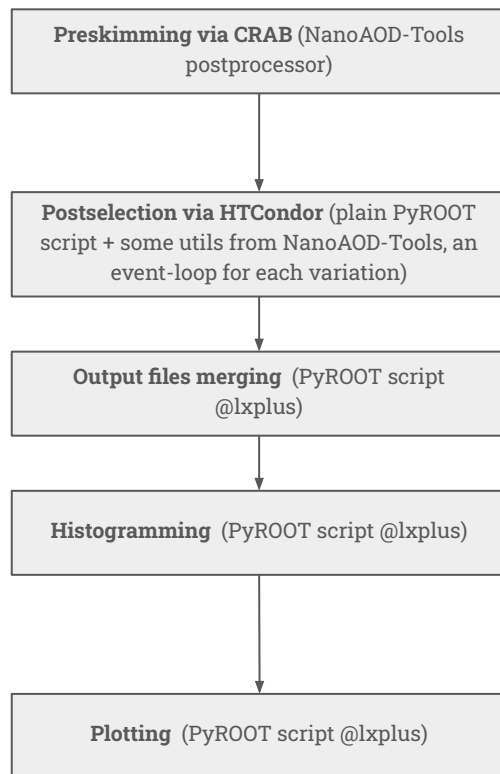 Preskimming via CRAB (NanoAOD-Tools
postprocessor)
Postselection via HTCondor (plain PyROOT
script + some utils from NanoAOD-Tools, an
event-loop for each variation)
Output files merging (PyROOT script
@lxplus)
Histogramming (PyROOT script @lxplus)
Plotting (PyROOT script @lxplus)